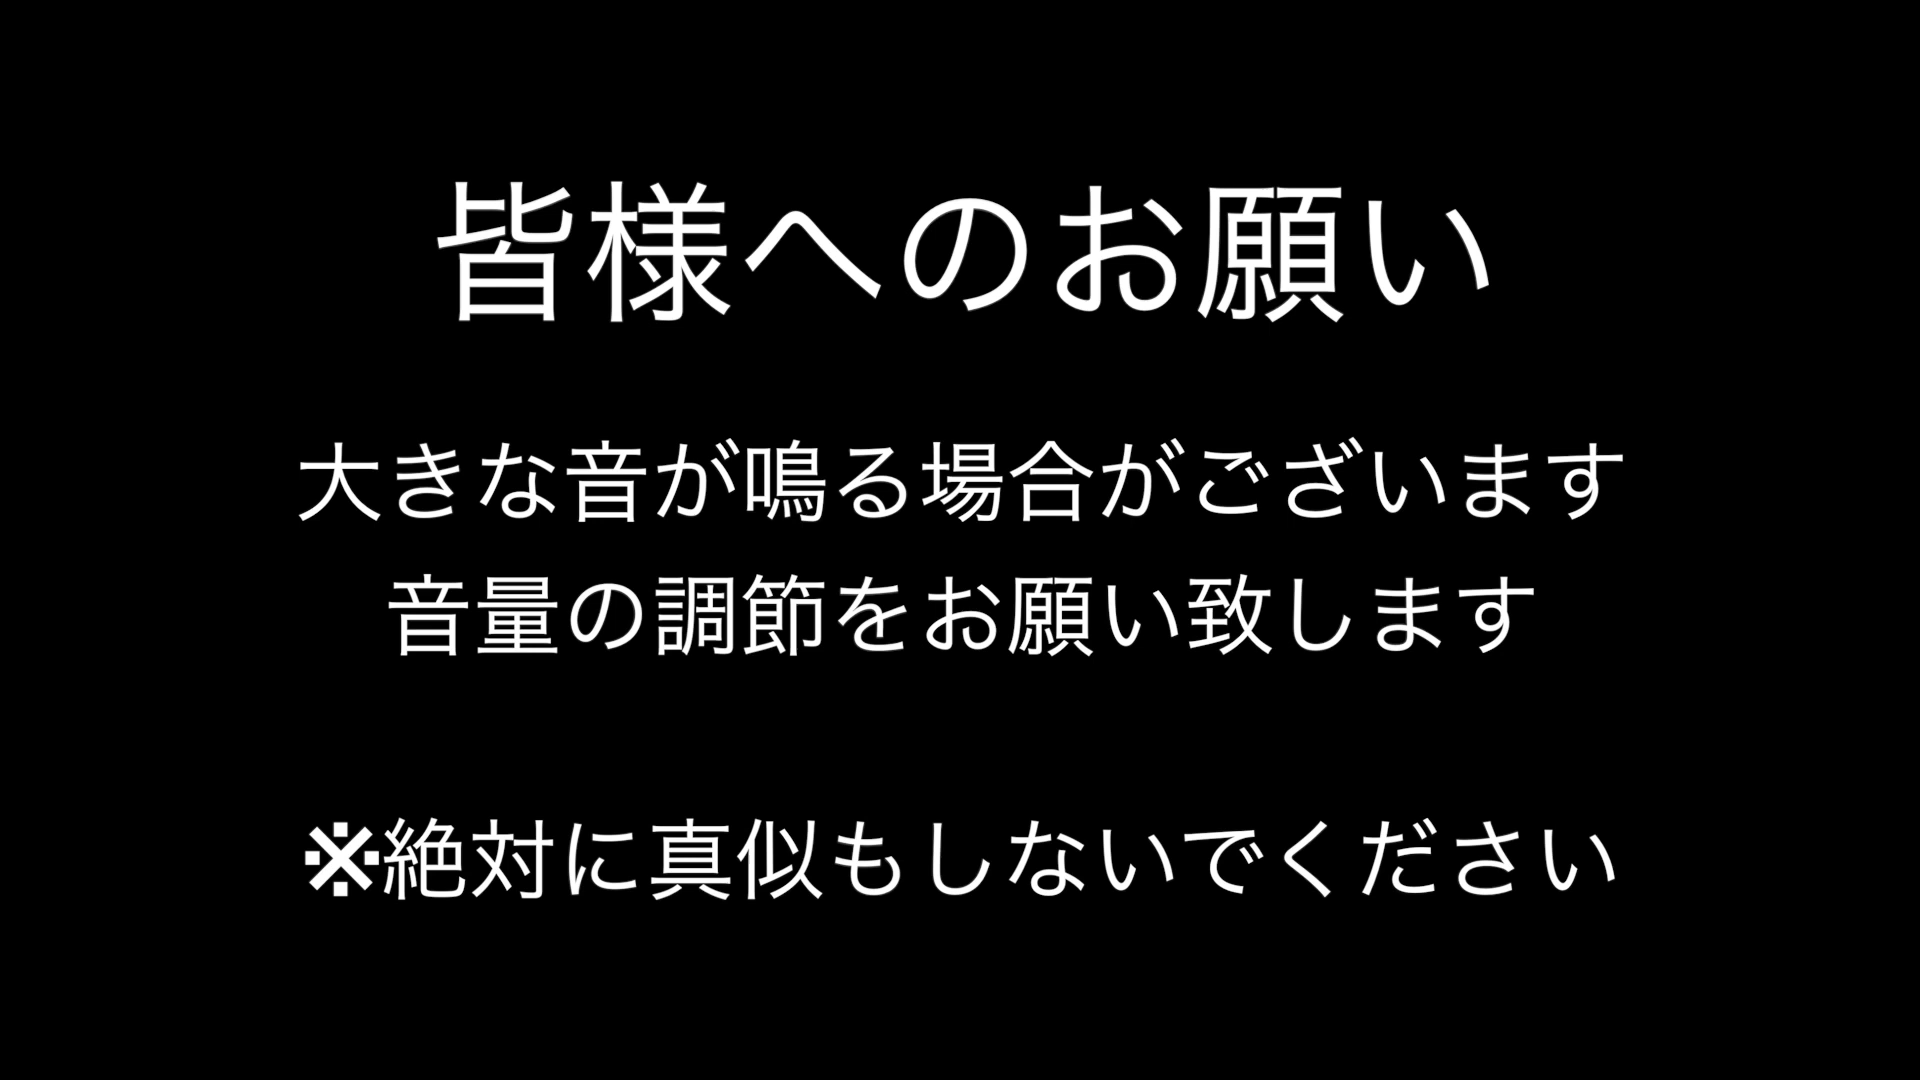 皆様へのお願い
大きな音が鳴る場合がございます
音量の調節をお願い致します
※絶対に真似もしないでください